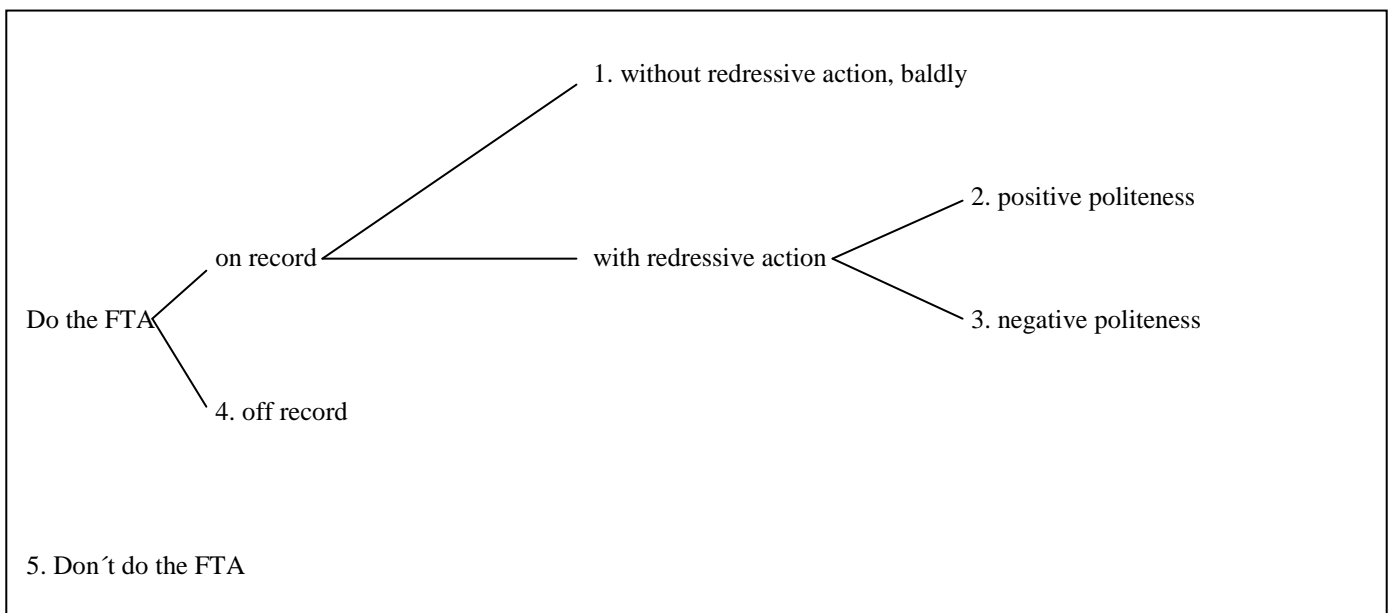 1. without redressive action, baldly
2. positive politeness
on record
with redressive action
Do the FTA
3. negative politeness
4. off record
5. Don´t do the FTA